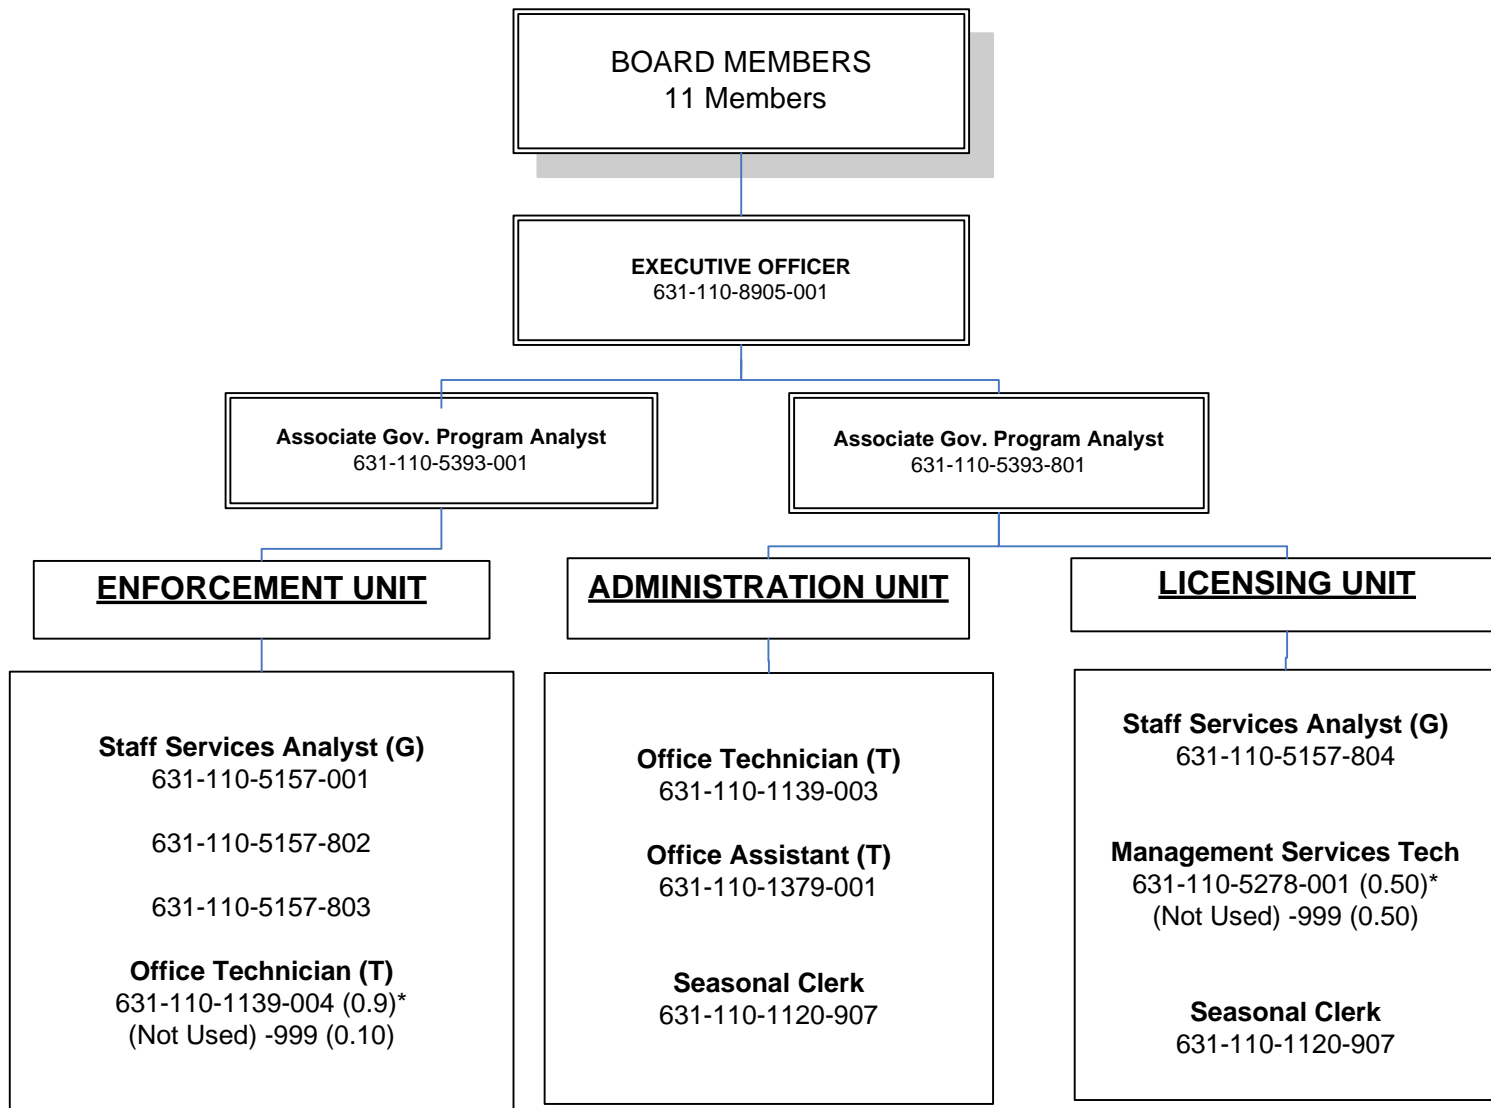 BOARD MEMBERS
11 Members
EXECUTIVE OFFICER
631-110-8905-001
Associate Gov. Program Analyst
631-110-5393-001
Associate Gov. Program Analyst
631-110-5393-801
ENFORCEMENT UNIT
Staff Services Analyst (G)
631-110-5157-001
631-110-5157-802
631-110-5157-803
Office Technician (T)
631-110-1139-004 (0.9)*
(Not Used) -999 (0.10)
ADMINISTRATION UNIT
Office Technician (T)
631-110-1139-003
Office Assistant (T)
631-110-1379-001
Seasonal Clerk
631-110-1120-907
LICENSING UNIT
Staff Services Analyst (G)
631-110-5157-804
Management Services Tech
631-110-5278-001 (0.50)*
(Not Used) -999 (0.50)
Seasonal Clerk
631-110-1120-907